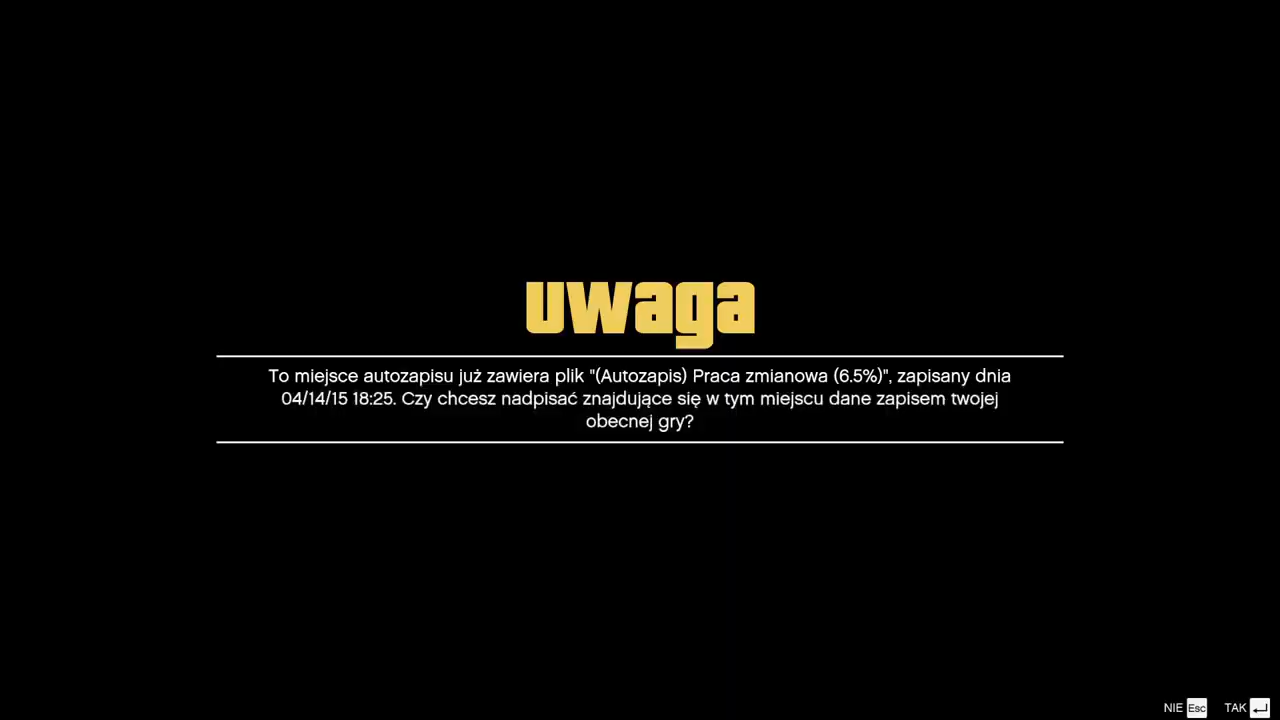 uwaga
To miejsce autozapisu już zawiera plik "(Autozapis) Praca zmianowa (6.5%)", zapisany dnia
04/14/15 18:25. Czy chcesz nadpisać znajdujące się w tym miejscu dane zapisem twojej
obecnej gry?
NIE Esc TAK